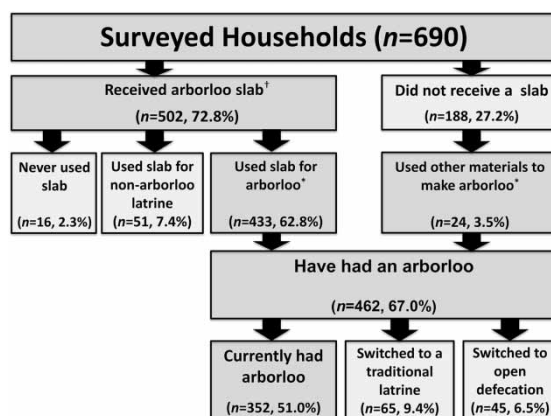 Surveyed Households (n=690)
Received arborloo slab†
(n=502, 72.8%)
Did not receive a slab
(n=188, 27.2%)
Never used
slab
(n=16, 2.3%)
Used slab for
non-arborloo
latrine
(n=51, 7.4%)
Used slab for
arborloo*
(n=433, 62.8%)
Used other materials to
make arborloo*
(n=24, 3.5%)
Have had an arborloo
(n=462, 67.0%)
Currently had
arborloo
(n=352, 51.0%)
Switched to a
traditional
latrine
(n=65, 9.4%)
Switched to
open
defecation
(n=45, 6.5%)